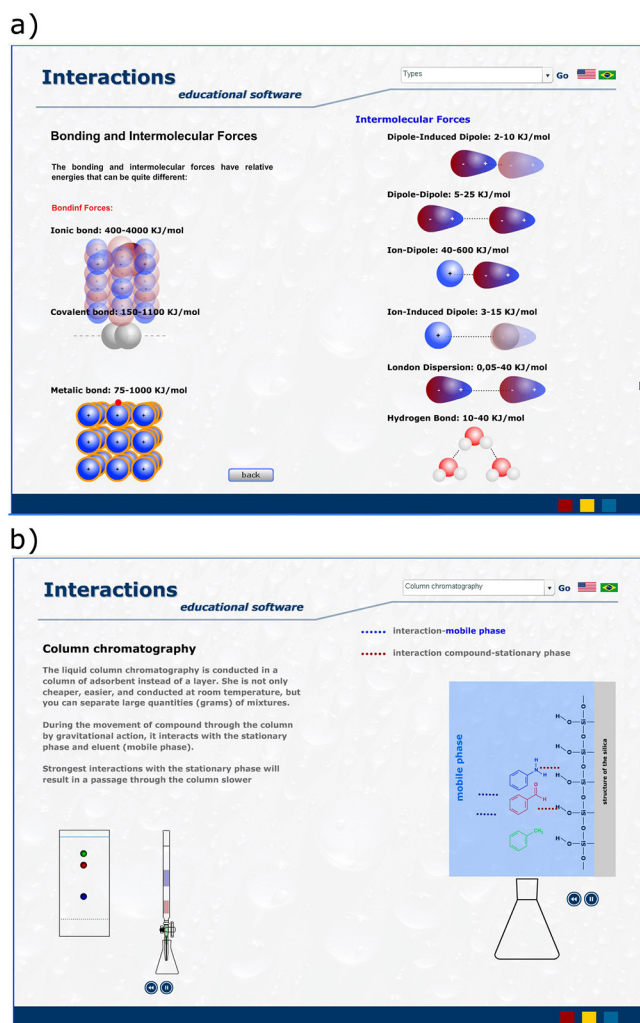 a)
Interactions
educational software
Types
Go
Bonding and Intermolecular Forces
The bonding and intermolecular forces have relative
energies that can be quite different:
Bondinf Forces:
Ionic bond: 400-4000 KJ/mol
Covalent bond: 150-1100 KJ/mol
Metalic bond: 75-1000 KJ/mol
back
Intermolecular Forces
Dipole-Induced Dipole: 2-10 KJ/mol
Dipole-Dipole: 5-25 KJ/mol
Ion-Dipole: 40-600 KJ/mol
Ion-Induced Dipole: 3-15 KJ/mol
London Dispersion: 0,05-40 KJ/mol
Hydrogen Bond: 10-40 KJ/mol
b)
Interactions
educational software
Column chromatography
Go
Column chromatography
The liquid column chromatography is conducted in a
column of adsorbent instead of a layer. She is not only
cheaper, easier, and conducted at room temperature, but
you can separate large quantities (grams) of mixtures.
During the movement of compound through the column
by gravitational action, it interacts with the stationary
phase and eluent (mobile phase).
Strongest interactions with the stationary phase will
result in a passage through the column slower
interaction-mobile phase
interaction compound-stationary phase
mobile phase
structure of the silica